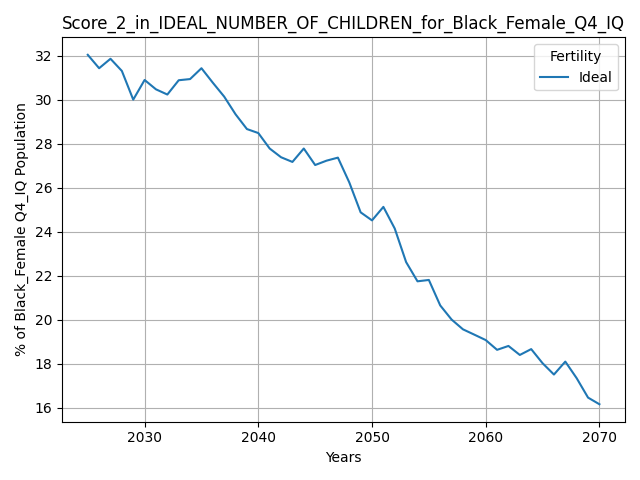 Score_2_in_IDEAL_NUMBER_OF_CHILDREN_for_Black_Female_Q4_IQ
Fertility
Ideal
% of Black_Female Q4_IQ Population
32
30
28
26
24
22
20
18
16
2030 2040 2050 2060 2070
Years